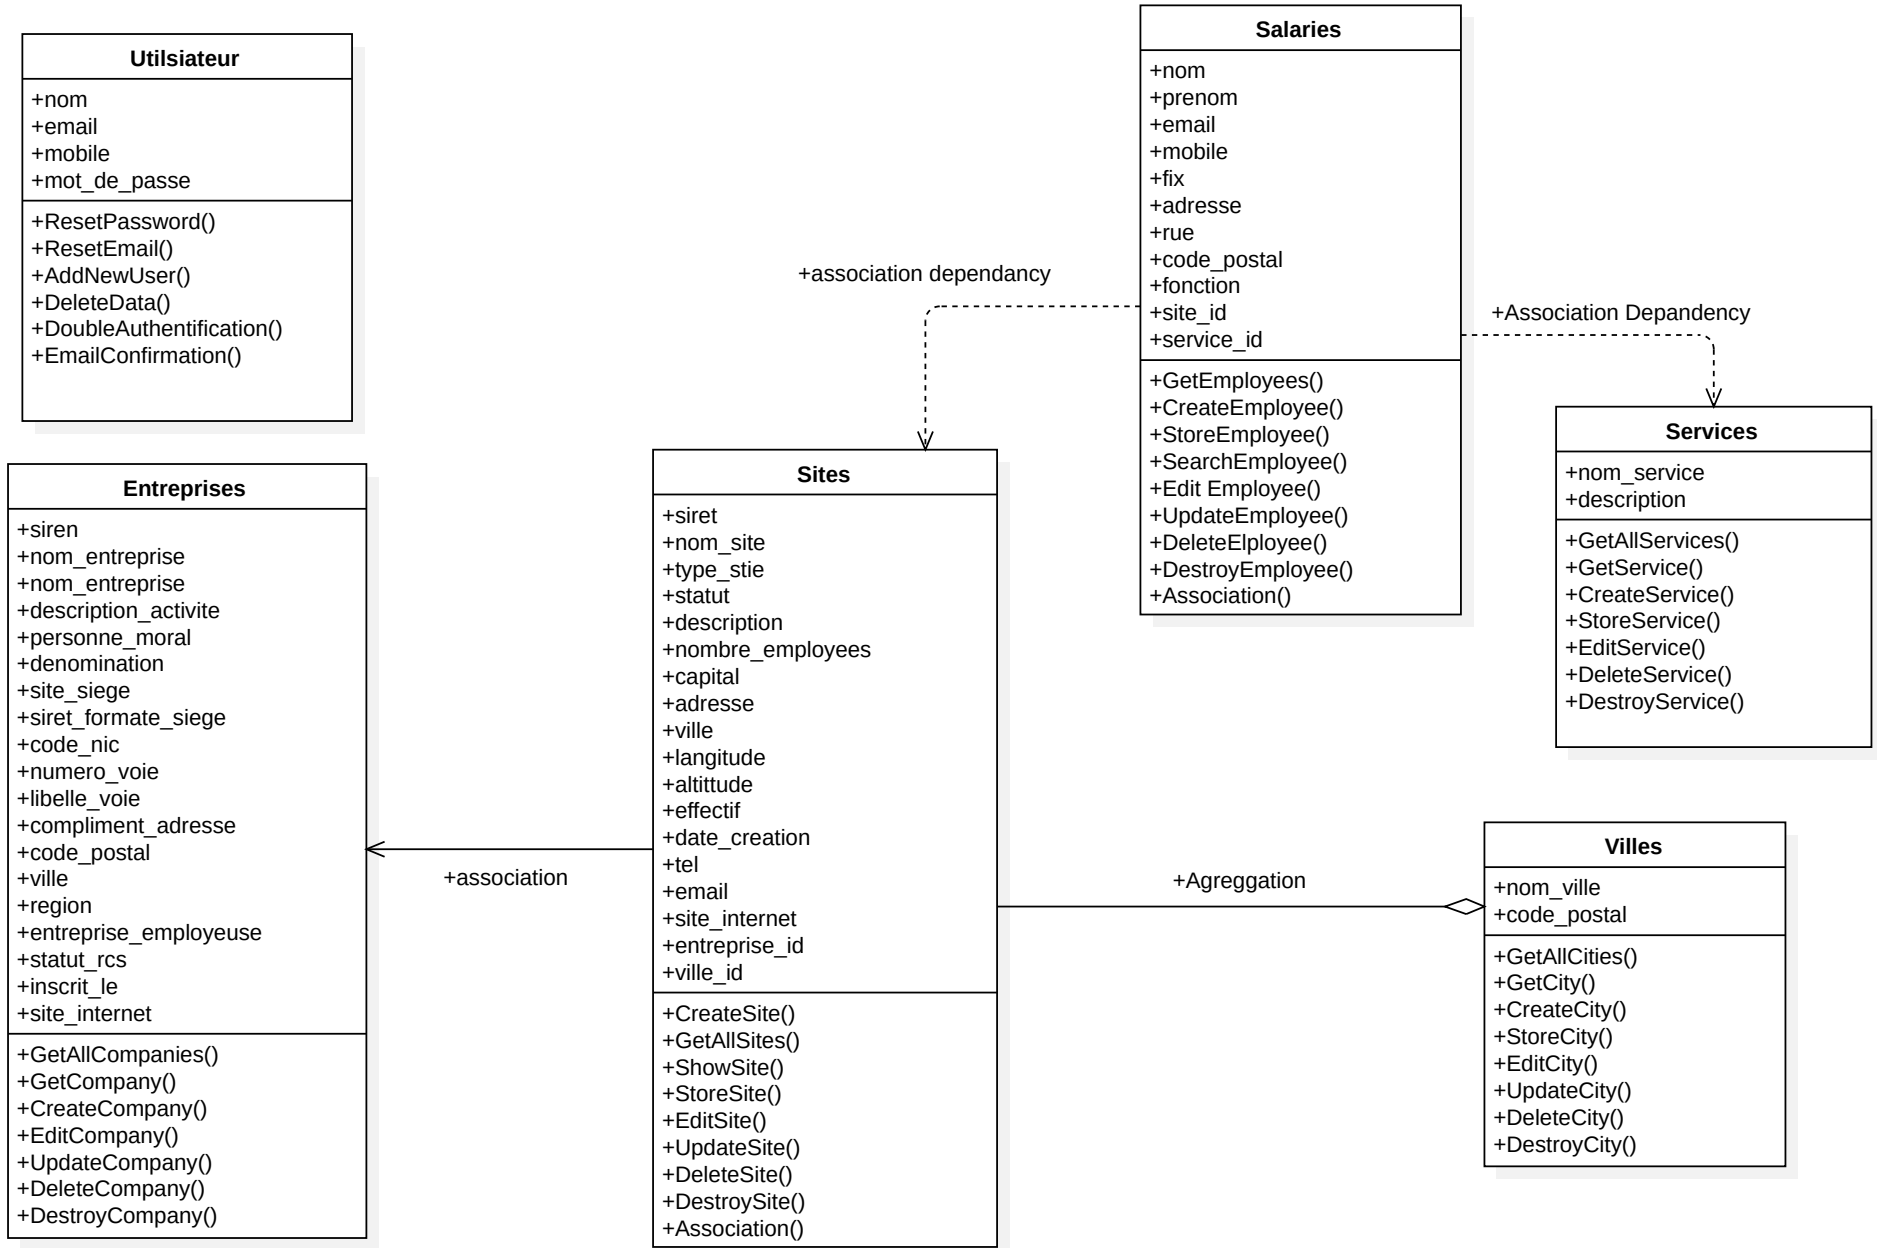 Utilsiateur
+nom
+email
+mobile
+mot_de_passe
+ResetPassword()
+ResetEmail()
+AddNewUser()
+DeleteData()
+DoubleAuthentification()
+EmailConfirmation()
Salaries
+nom
+prenom
+email
+mobile
+fix
+adresse
+rue
+code_postal
+fonction
+site_id
+service_id
+GetEmployees()
+CreateEmployee()
+StoreEmployee()
+SearchEmployee()
+Edit Employee()
+UpdateEmployee()
+DeleteElployee()
+DestroyEmployee()
+Association()
+association dependancy
+Association Depandency
Services
+nom_service
+description
+GetAllServices()
+GetService()
+CreateService()
+StoreService()
+EditService()
+DeleteService()
+DestroyService()
Entreprises
+siren
+nom_entreprise
+nom_entreprise
+description_activite
+personne_moral
+denomination
+site_siege
+siret_formate_siege
+code_nic
+numero_voie
+libelle_voie
+compliment_adresse
+code_postal
+ville
+region
+entreprise_employeuse
+statut_rcs
+inscrit_le
+site_internet
+GetAllCompanies()
+GetCompany()
+CreateCompany()
+EditCompany()
+UpdateCompany()
+DeleteCompany()
+DestroyCompany()
+association
Sites
+siret
+nom_site
+type_stie
+statut
+description
+nombre_employees
+capital
+adresse
+ville
+langitude
+altittude
+effectif
+date_creation
+tel
+email
+site_internet
+entreprise_id
+ville_id
+CreateSite()
+GetAllSites()
+ShowSite()
+StoreSite()
+EditSite()
+UpdateSite()
+DeleteSite()
+DestroySite()
+Association()
+Agreggation
Villes
+nom_ville
+code_postal
+GetAllCities()
+GetCity()
+CreateCity()
+StoreCity()
+EditCity()
+UpdateCity()
+DeleteCity()
+DestroyCity()